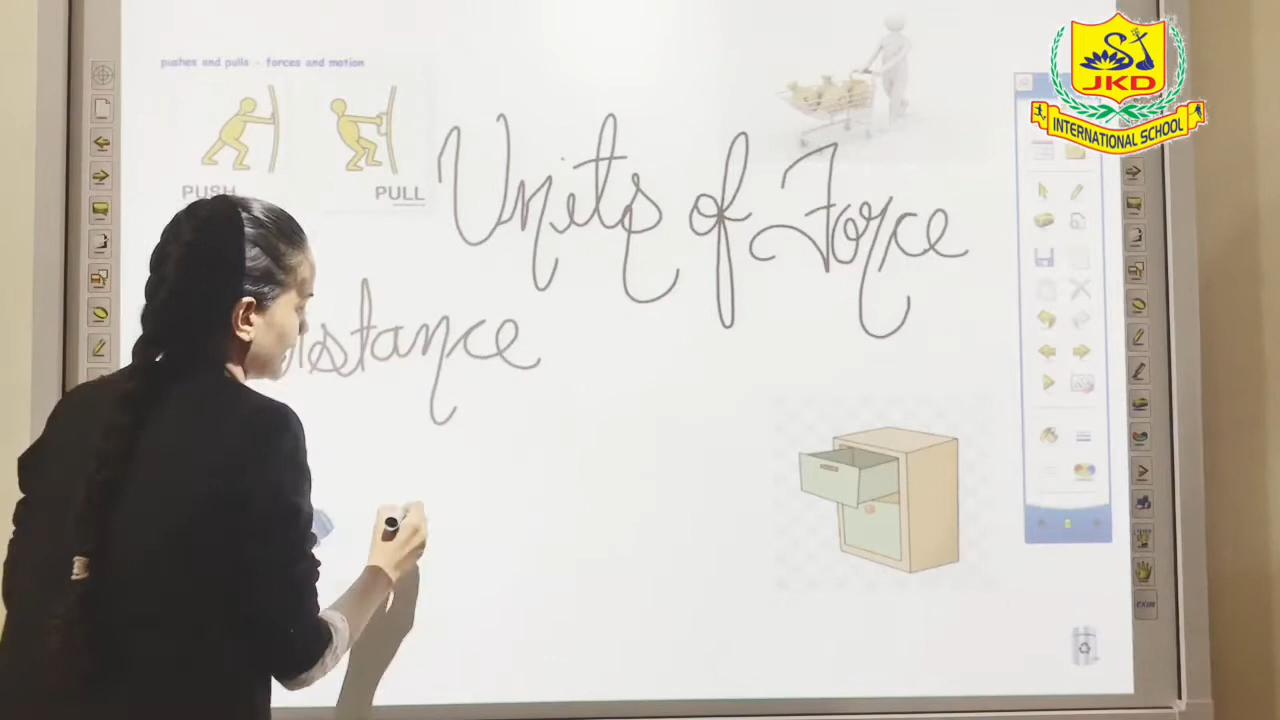 pushes and pulls - forces and motion
PUSH
PULL
Units of Force
istance
JKD
INTERNATIONAL SCHOOL